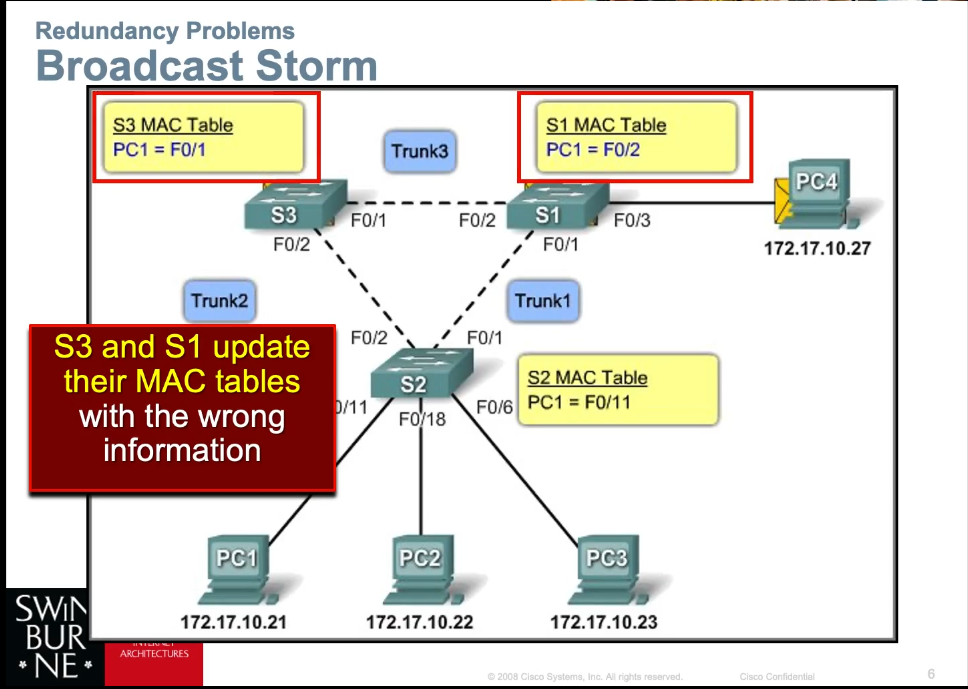 Redundancy Problems
Broadcast Storm
S3 MAC Table
PC1 = F0/1
Trunk3
S1 MAC Table
PC1 = F0/2
PC4
S3
F0/1
F0/2
S1
F0/3
F0/2
F0/1
172.17.10.27
Trunk2
Trunk1
S3 and S1 update
their MAC tables
with the wrong
information
F0/2
F0/1
S2
S2 MAC Table
PC1 = F0/11
0/11
F0/18
F0/6
PC1
PC2
PC3
172.17.10.21
172.17.10.22
172.17.10.23
SWIN
BUR
* NE *
ARCHITECTURES
© 2008 Cisco Systems, Inc. All rights reserved.
Cisco Confidential
6